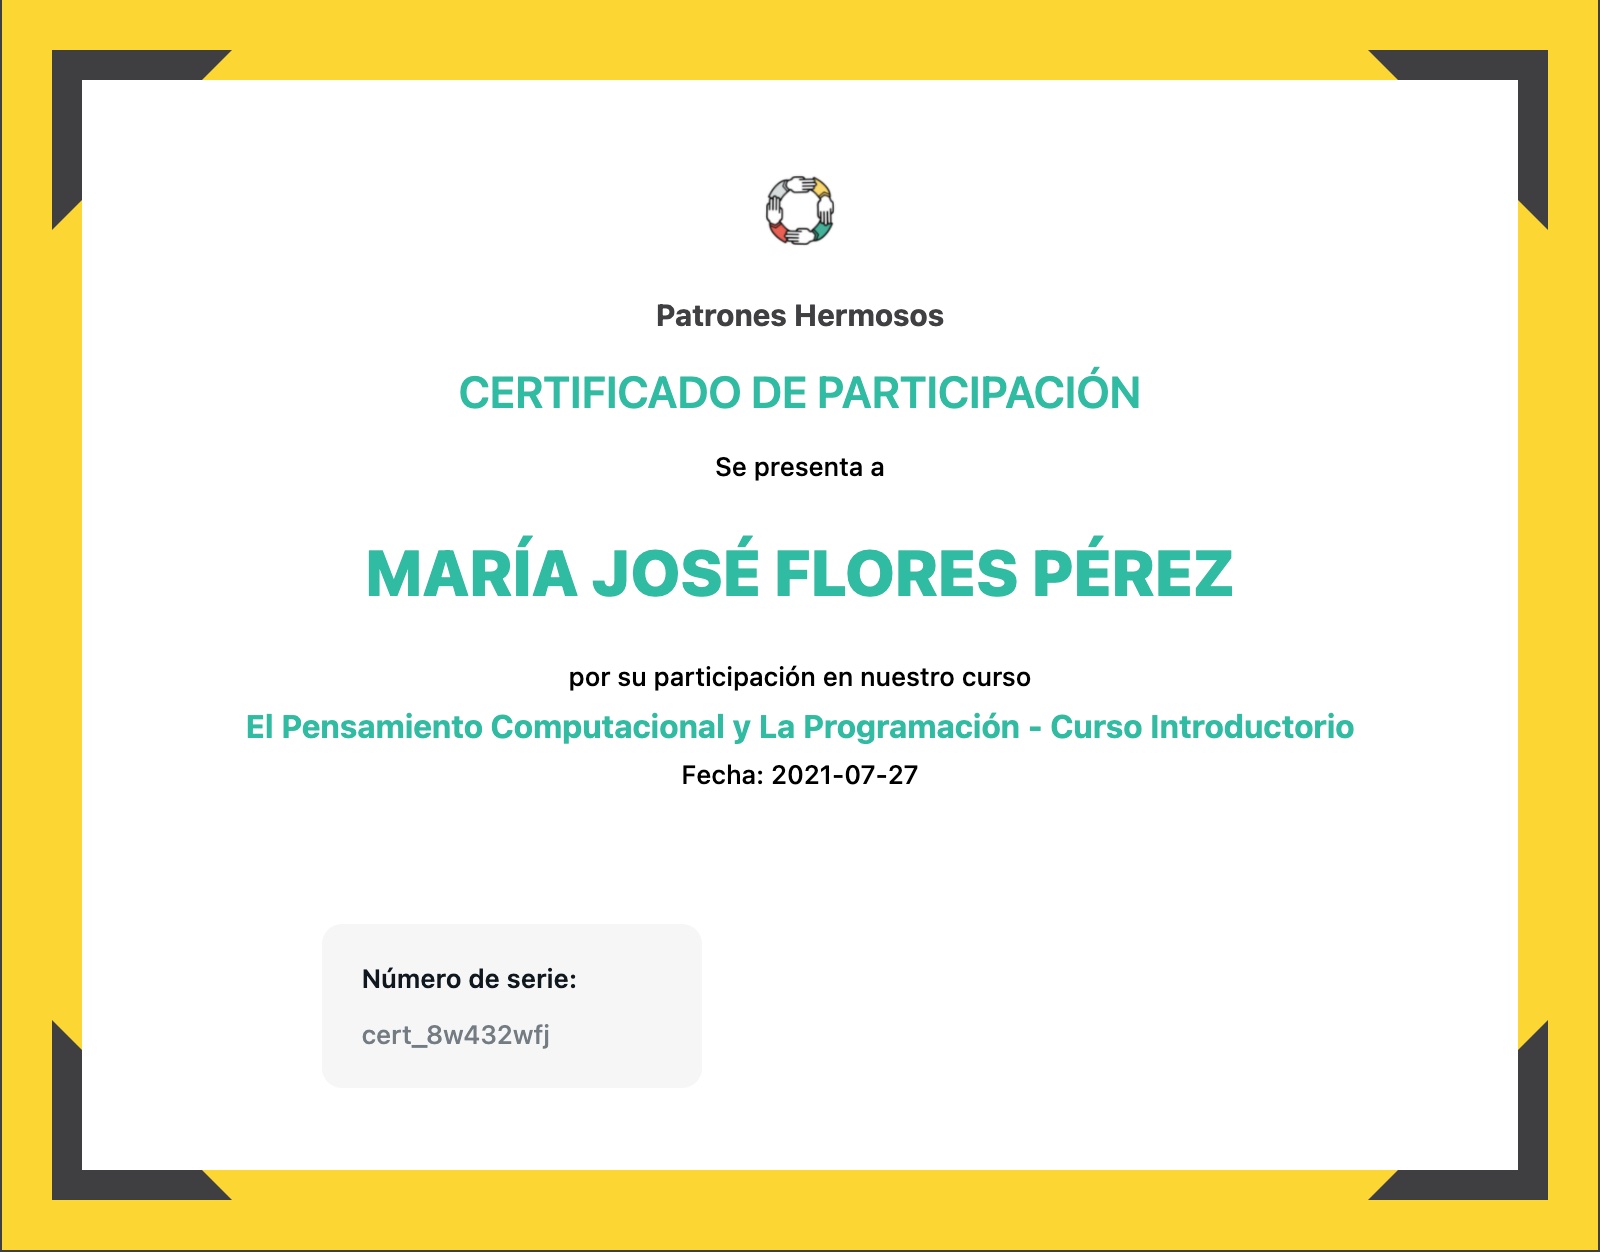 Patrones Hermosos
CERTIFICADO DE PARTICIPACIÓN
Se presenta a
MARÍA JOSÉ FLORES PÉREZ
por su participación en nuestro curso
El Pensamiento Computacional y La Programación - Curso Introductorio
Fecha: 2021-07-27
Número de serie:
cert_8w432wfj